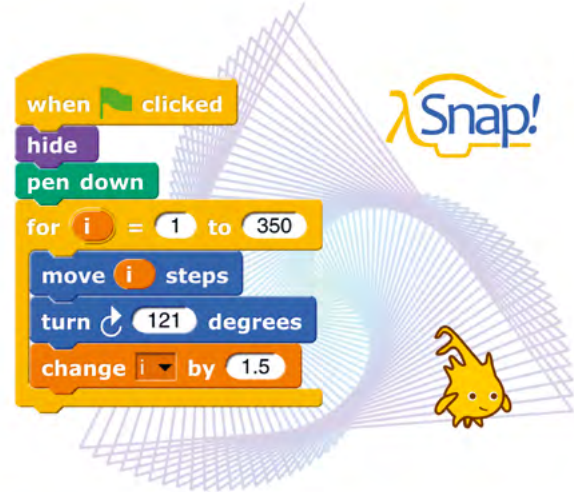 when clicked
hide
pen down
for i = 1 to 350
move i steps
turn 121 degrees
change i by 1.5
λSnap!